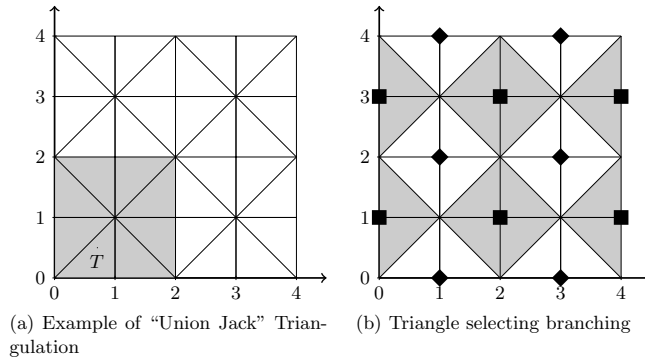 4
3
2
1
0
T
0 1 2 3 4
(a) Example of “Union Jack” Trian-
gulation
4
3
2
1
0
0 1 2 3 4
(b) Triangle selecting branching